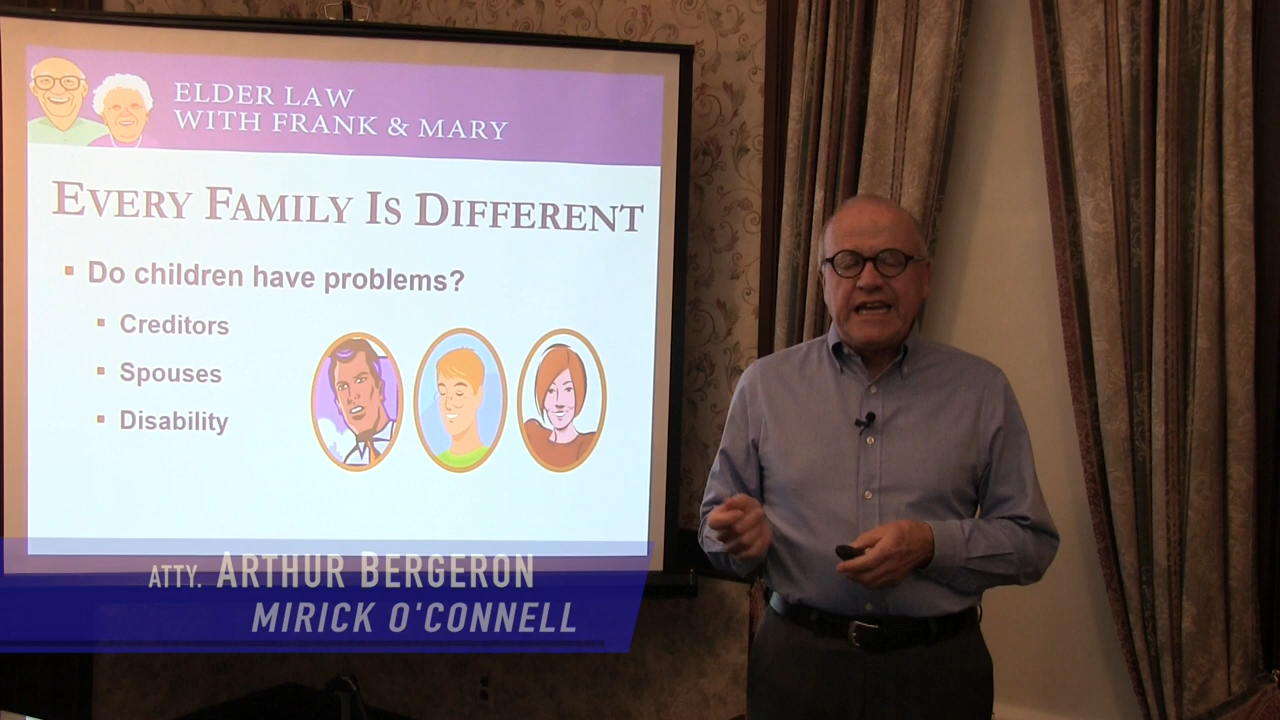 ELDER LAW
WITH FRANK & MARY
EVERY FAMILY IS DIFFERENT
Do children have problems?
Creditors
Spouses
Disability
ATTY. ARTHUR BERGERON
MIRICK O'CONNELL